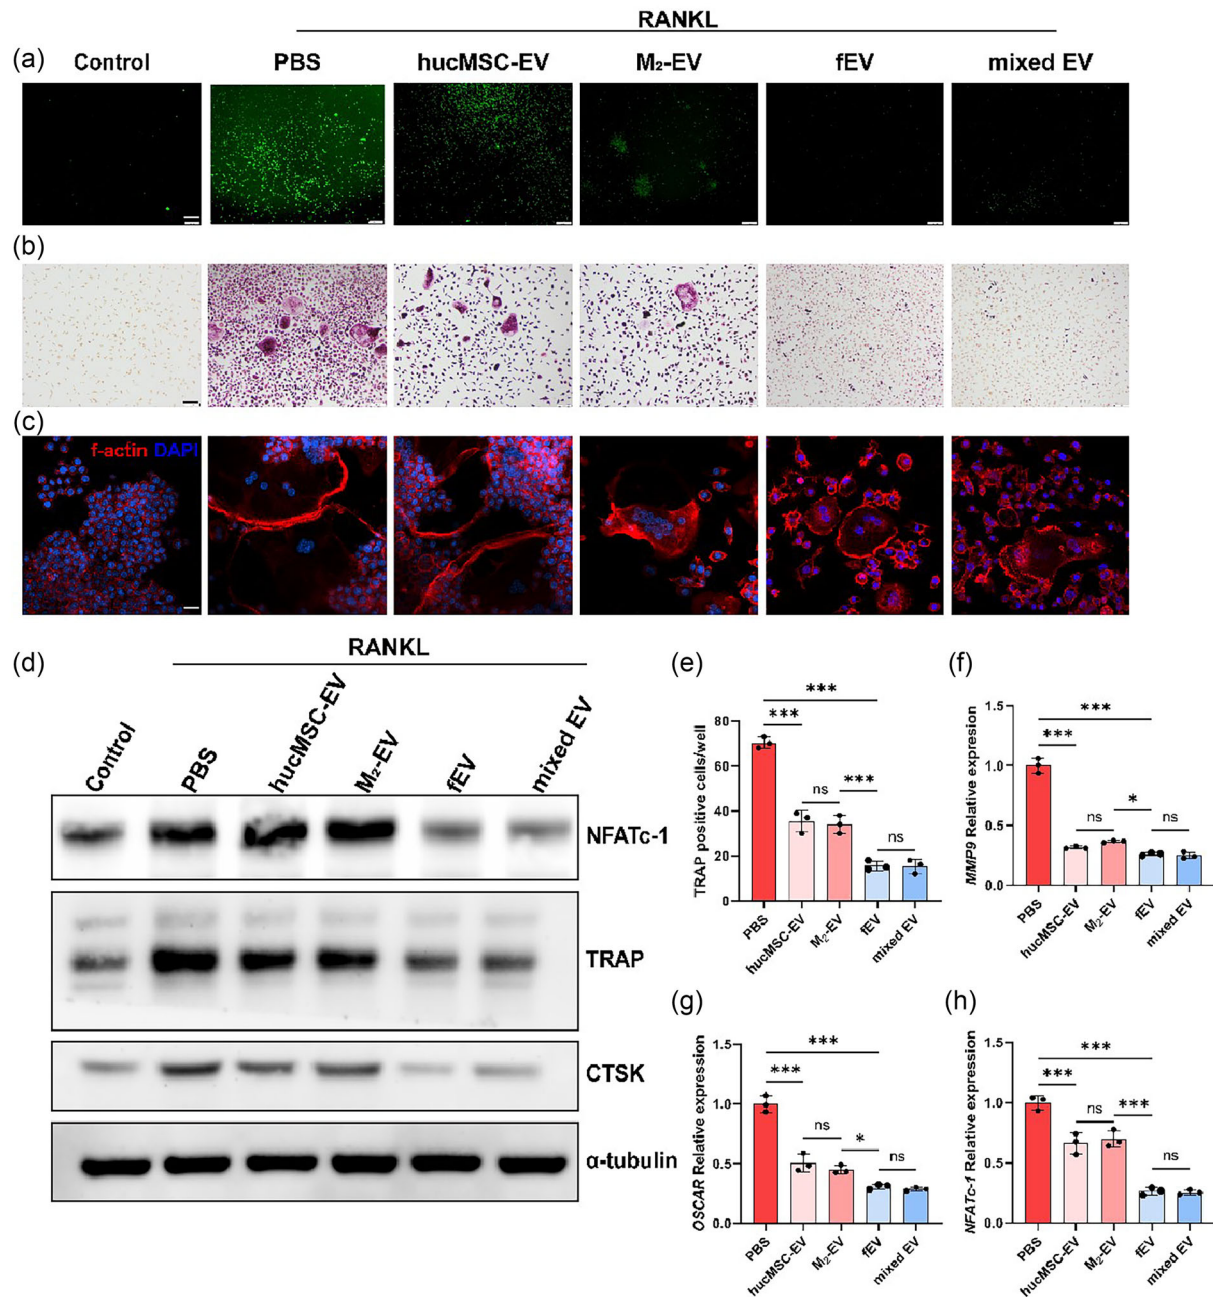 RANKL
(a)
Control PBS hucMSC-EV M₂-EV fEV mixed EV
(b)
(c)
f-actin DAPI
(d)
RANKL
Control PBS hucMSC-EV M₂-EV fEV mixed EV
NFATc-1
TRAP
CTSK
α-tubulin
(e)
TRAP positive cells/well
80
60
40
20
0
***
***
ns
***
ns
PBS hucMSC-EV M₂-EV fEV mixed EV
(f)
MMP9 Relative expresion
1.5
1.0
0.5
0.0
***
***
ns
*
ns
PBS hucMSC-EV M₂-EV fEV mixed EV
(g)
OSCAR Relative expression
1.5
1.0
0.5
0.0
***
***
ns
*
ns
PBS hucMSC-EV M₂-EV fEV mixed EV
(h)
NFATc-1 Relative expression
1.5
1.0
0.5
0.0
***
***
ns
***
ns
PBS hucMSC-EV M₂-EV fEV mixed EV